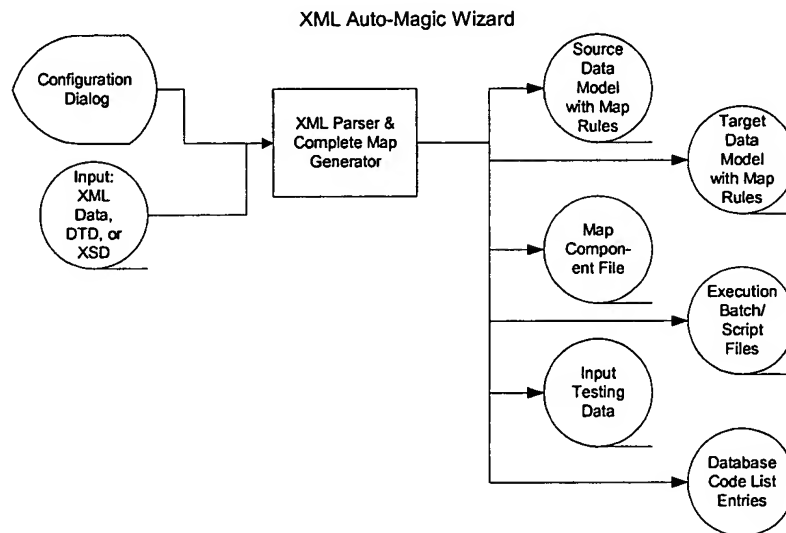 XML Auto-Magic Wizard
Configuration
Dialog
Input:
XML
Data,
DTD, or
XSD
XML Parser &
Complete Map
Generator
Source
Data
Model
with Map
Rules
Target
Data
Model
with Map
Rules
Map
Compon-
ent File
Execution
Batch/
Script
Files
Input
Testing
Data
Database
Code List
Entries